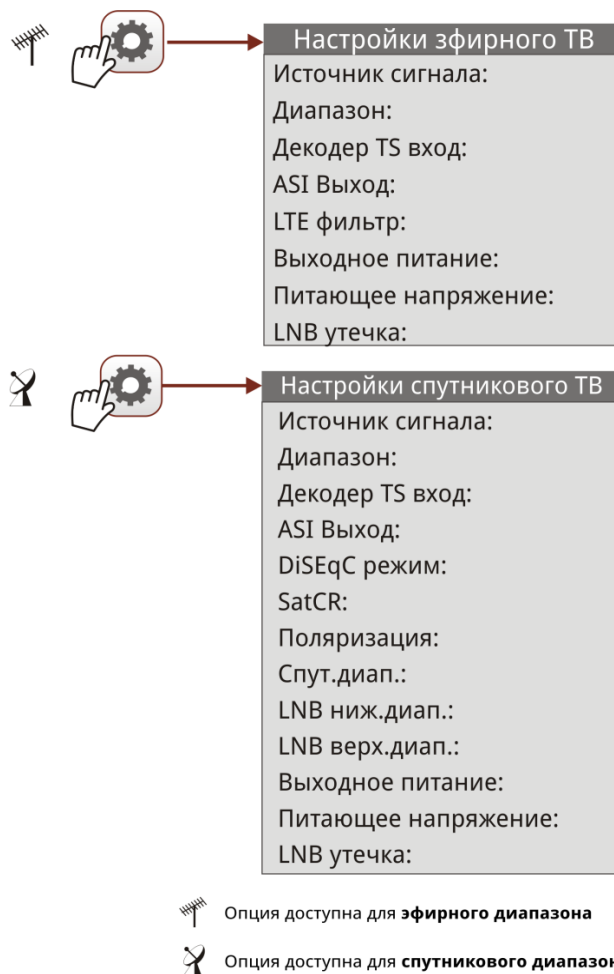 Настройки зфирного ТВ
Источник сигнала:
Диапазон:
Декодер TS вход:
ASI Выход:
LTE фильтр:
Выходное питание:
Питающее напряжение:
LNB утечка:
Настройки спутникового ТВ
Источник сигнала:
Диапазон:
Декодер TS вход:
ASI Выход:
DiSEqC режим:
SatCR:
Поляризация:
Спут.диап.:
LNB ниж.диап.:
LNB верх.диап.:
Выходное питание:
Питающее напряжение:
LNB утечка:
Опция доступна для эфирного диапазона
Опция доступна для спутникового диапазон